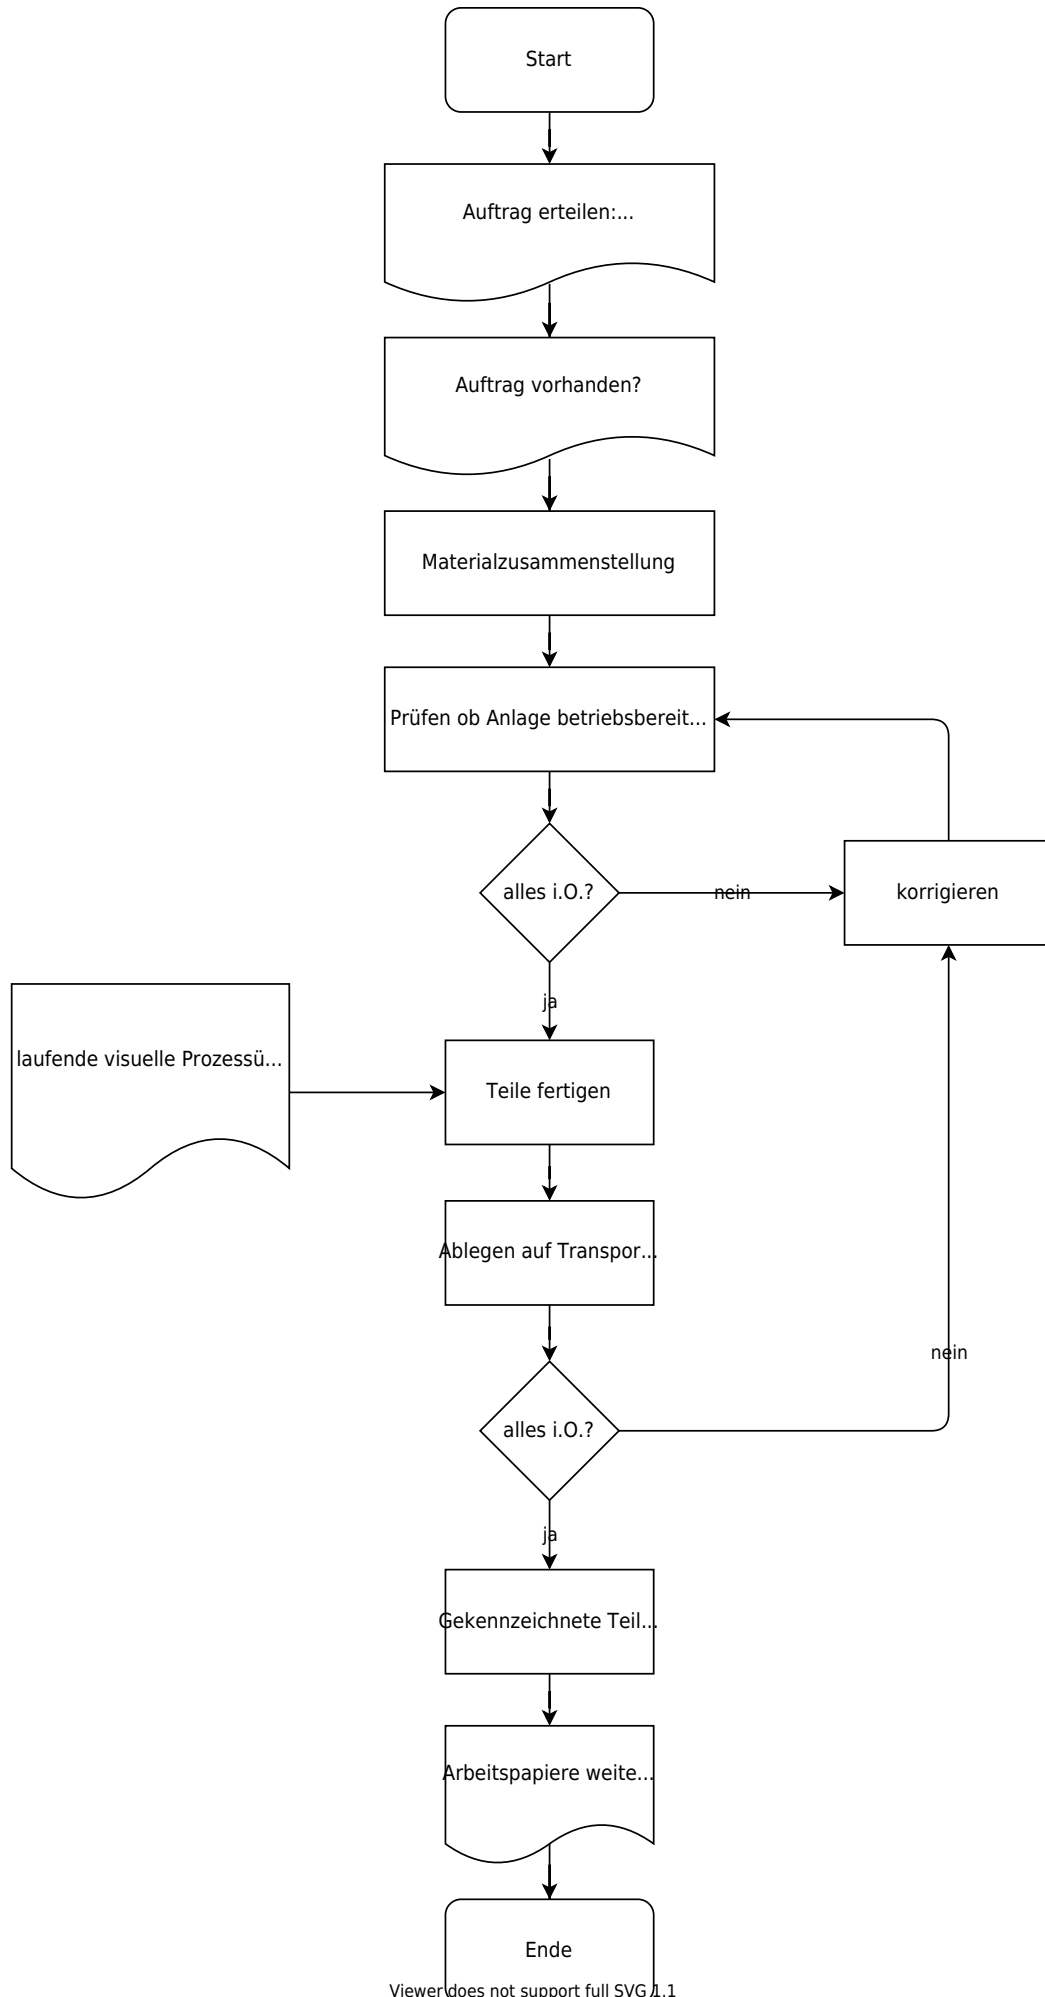 Start
Auftrag erteilen:...
Auftrag vorhanden?
Materialzusammenstellung
Prüfen ob Anlage betriebsbereit...
alles i.O.?
nein
korrigieren
ja
laufende visuelle Prozessü...
Teile fertigen
Ablegen auf Transpor...
nein
alles i.O.?
ja
Gekennzeichnete Teil...
Arbeitspapiere weite...
Ende
Viewer does not support full SVG 1.1